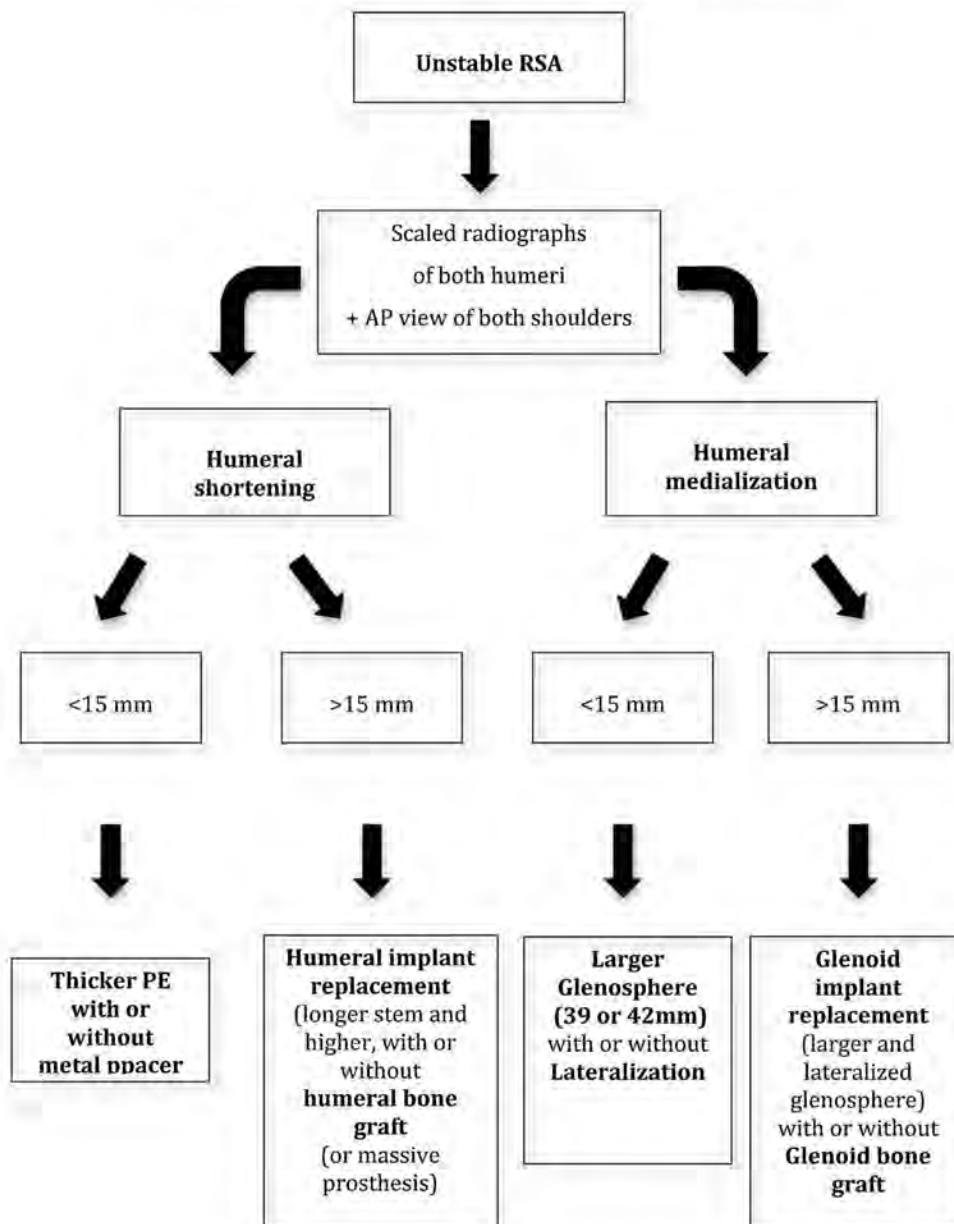 Unstable RSA
Scaled radiographs
of both humeri
+ AP view of both shoulders
Humeral
shortening
Humeral
medialization
<15 mm
>15 mm
<15 mm
>15 mm
Thicker PE
with or
without
metal ppacer
Humeral implant
replacement
(longer stem and
higher, with or
without
humeral bone
graft
(or massive
prosthesis)
Larger
Glenosphere
(39 or 42mm)
with or without
Lateralization
Glenoid
implant
replacement
(larger and
lateralized
glenosphere)
with or without
Glenoid bone
graft